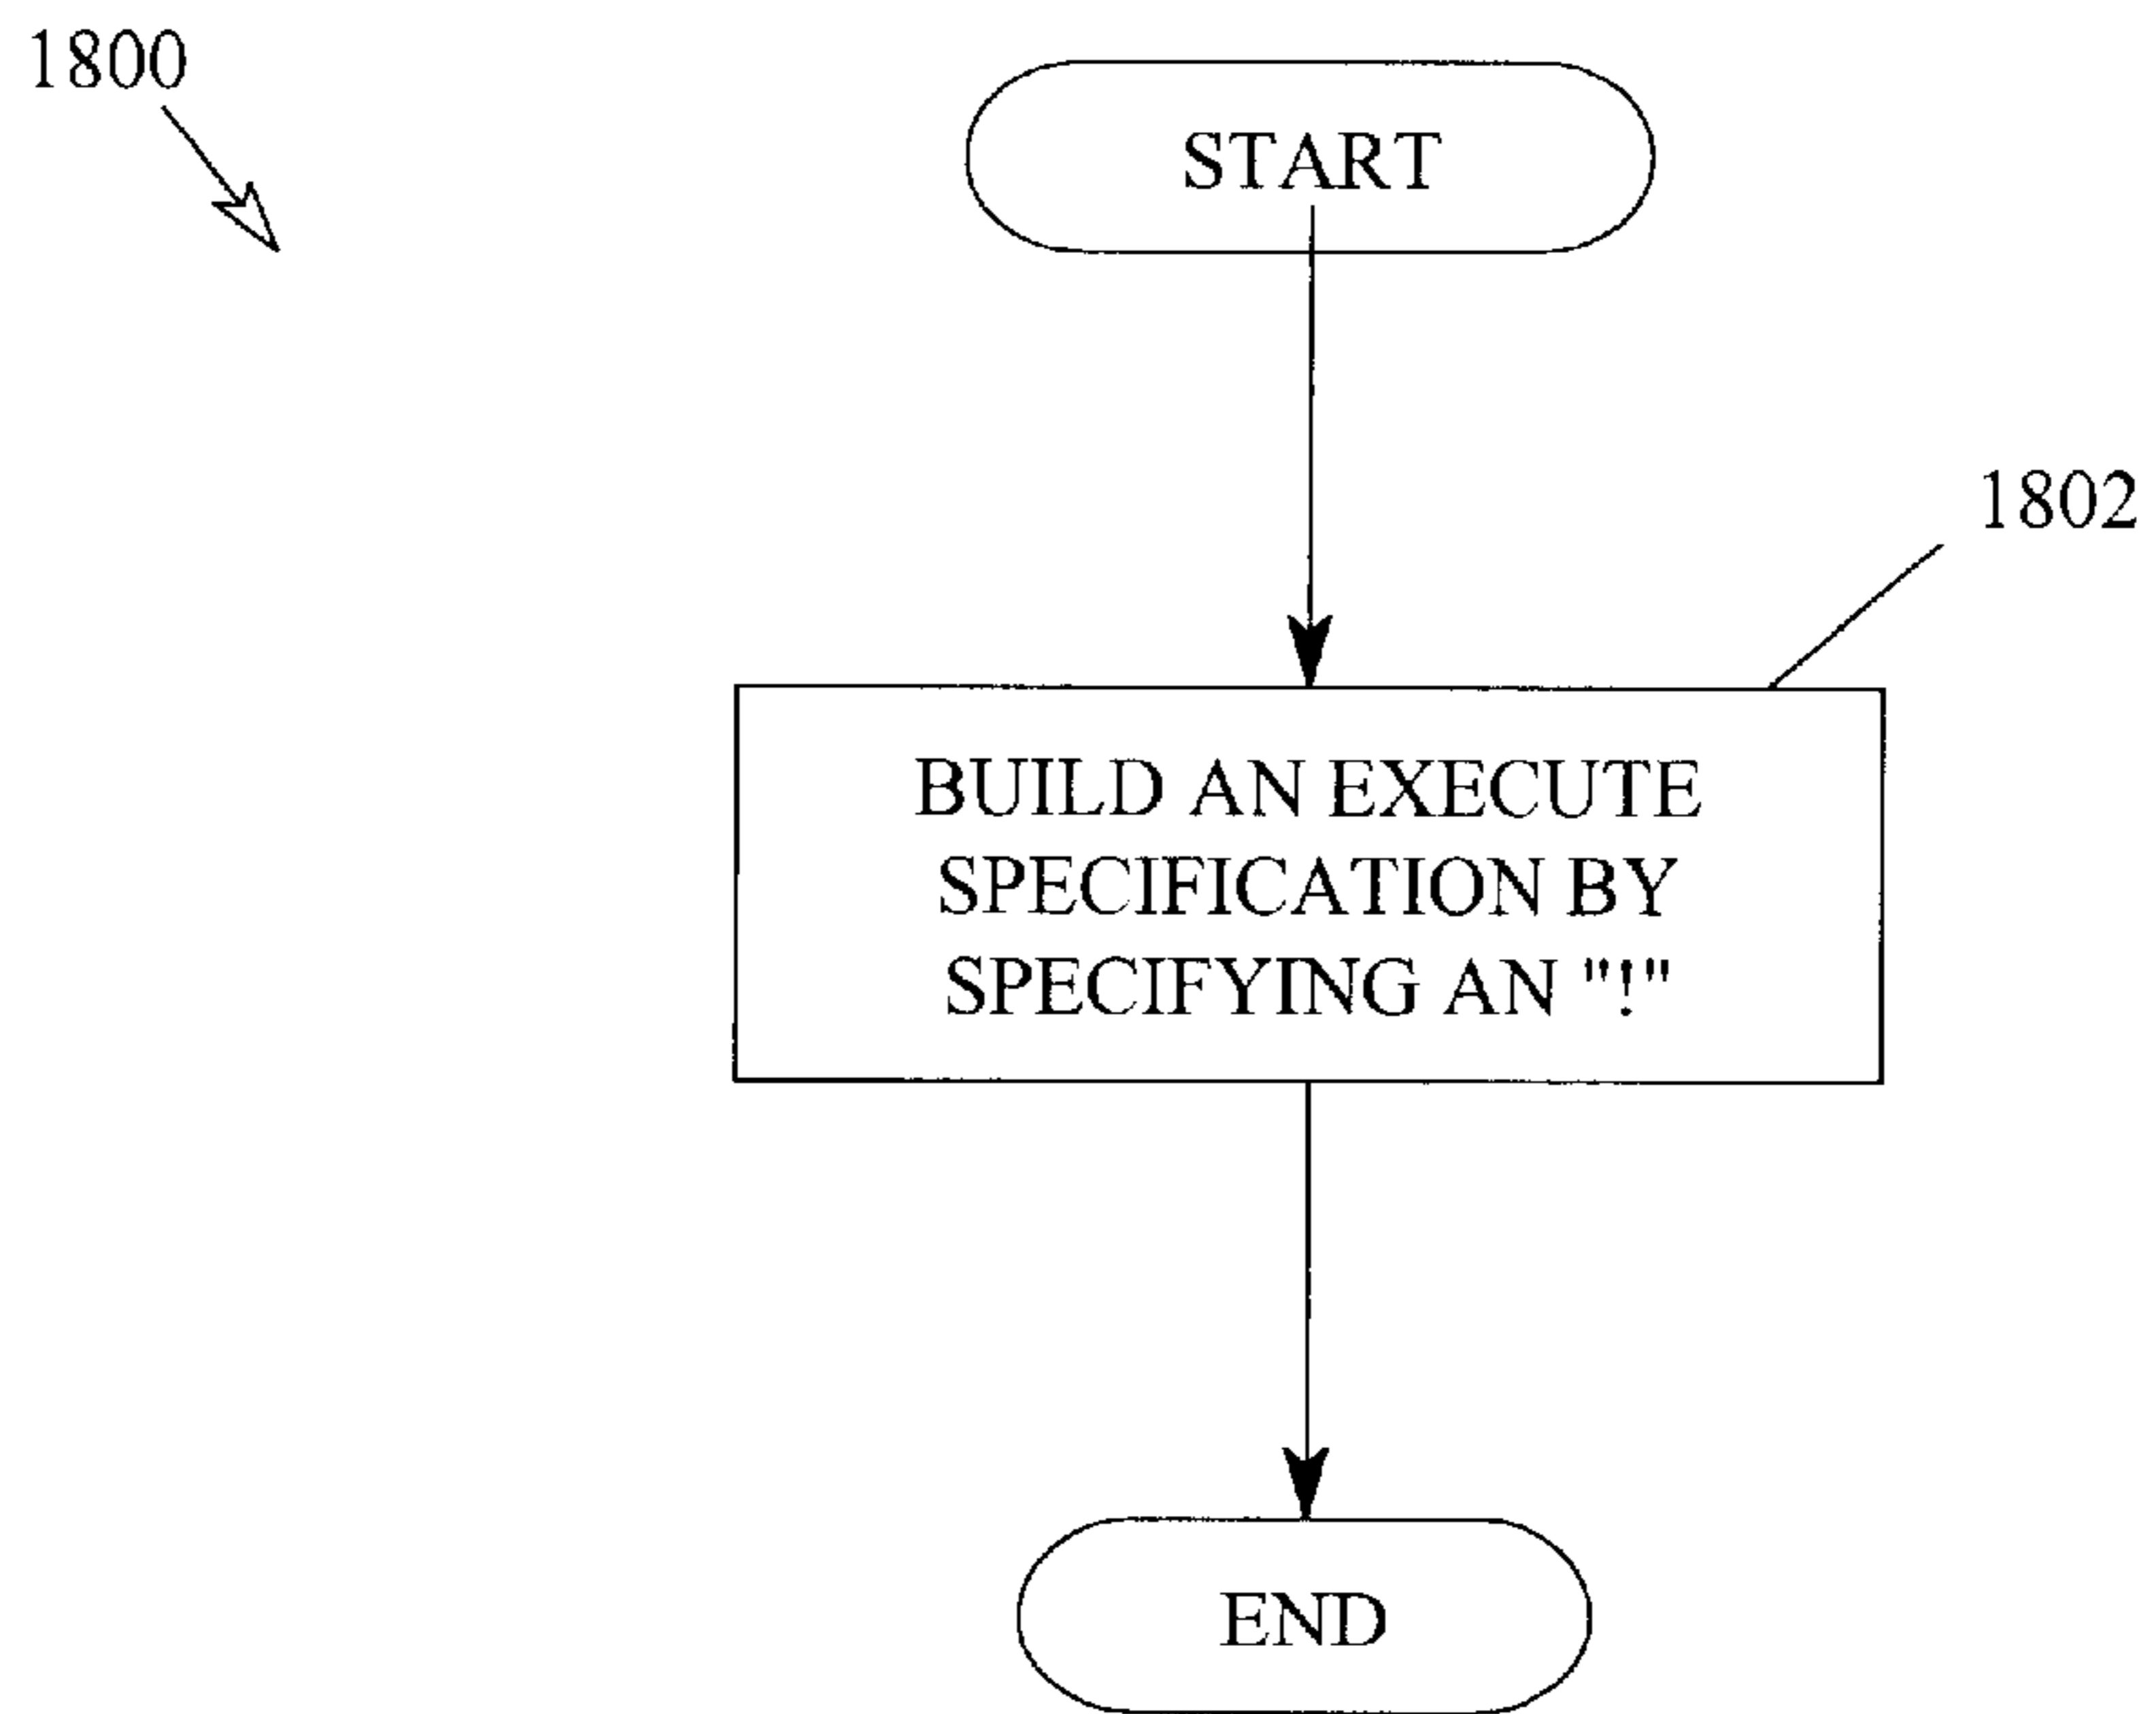 1800
START
1802
BUILD AN EXECUTE
SPECIFICATION BY
SPECIFYING AN "!"
END